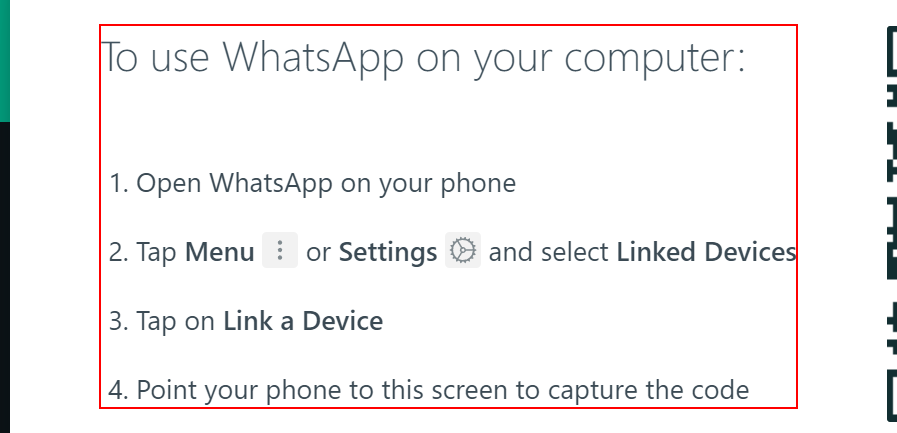 To use WhatsApp on your computer:
1. Open WhatsApp on your phone
2. Tap Menu or Settings and select Linked Devices
3. Tap on Link a Device
4. Point your phone to this screen to capture the code